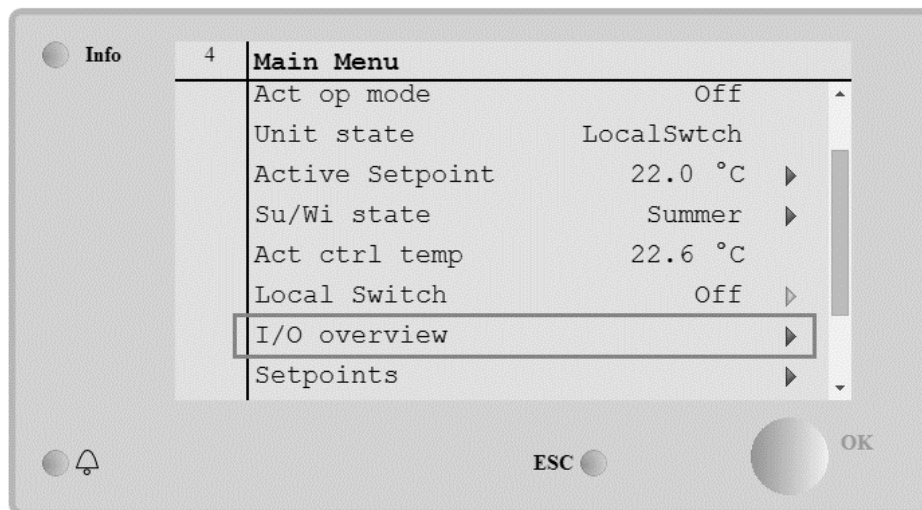 Info
4 Main Menu
Act op mode Off
Unit state LocalSwtch
Active Setpoint 22.0 °C
Su/Wi state Summer
Act ctrl temp 22.6 °C
Local Switch Off
I/O overview
Setpoints
ESC
OK